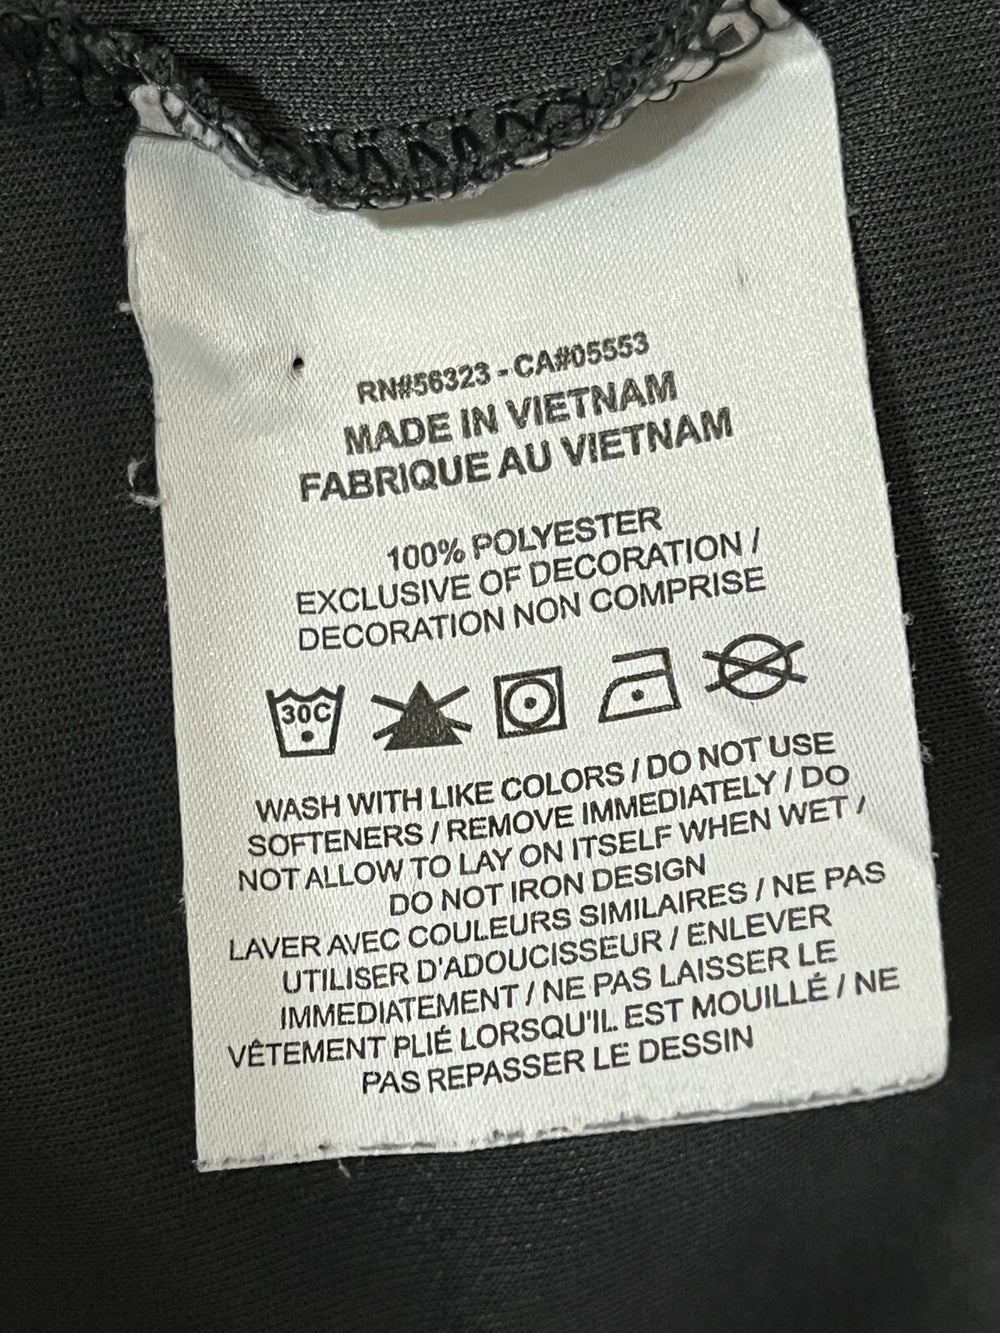 RN#56323 - CA#05553
MADE IN VIETNAM
FABRIQUE AU VIETNAM
100% POLYESTER
EXCLUSIVE OF DECORATION /
DECORATION NON COMPRISE
30C
WASH WITH LIKE COLORS / DO NOT USE
SOFTENERS / REMOVE IMMEDIATELY / DO
NOT ALLOW TO LAY ON ITSELF WHEN WET /
DO NOT IRON DESIGN
LAVER AVEC COULEURS SIMILAIRES / NE PAS
UTILISER D'ADOUCISSEUR / ENLEVER
IMMEDIATEMENT / NE PAS LAISSER LE
VÊTEMENT PLIÉ LORSQU'IL EST MOUILLÉ / NE
PAS REPASSER LE DESSIN